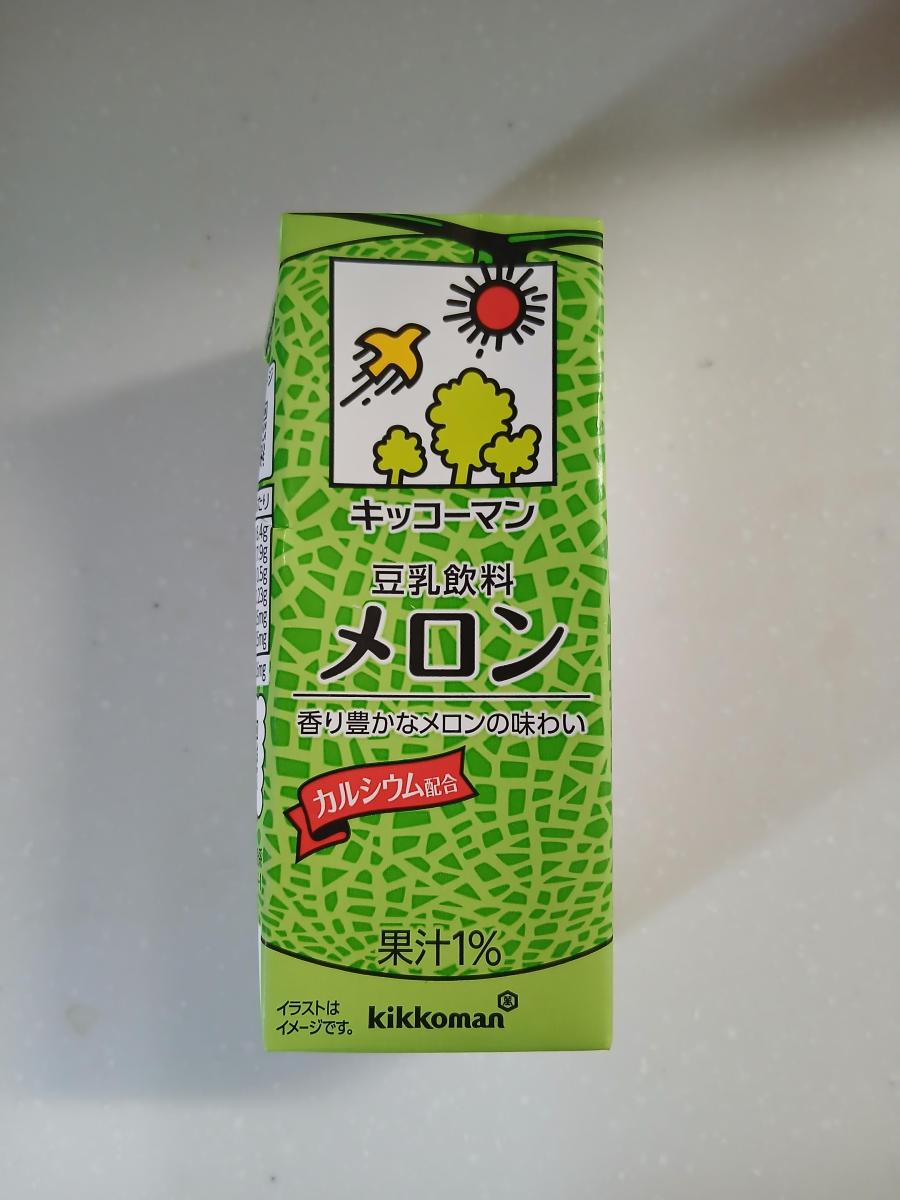 キッコーマン
豆乳飲料
メロン
香り豊かなメロンの味わい
カルシウム配合
果汁1%
イラストは
イメージです。
kikkoman